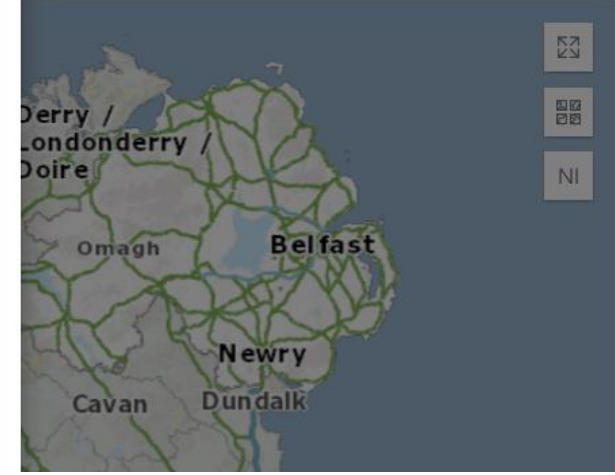 Derry /
Londonderry /
Doire
NI
Omagh
Belfast
Newry
Cavan
Dundalk